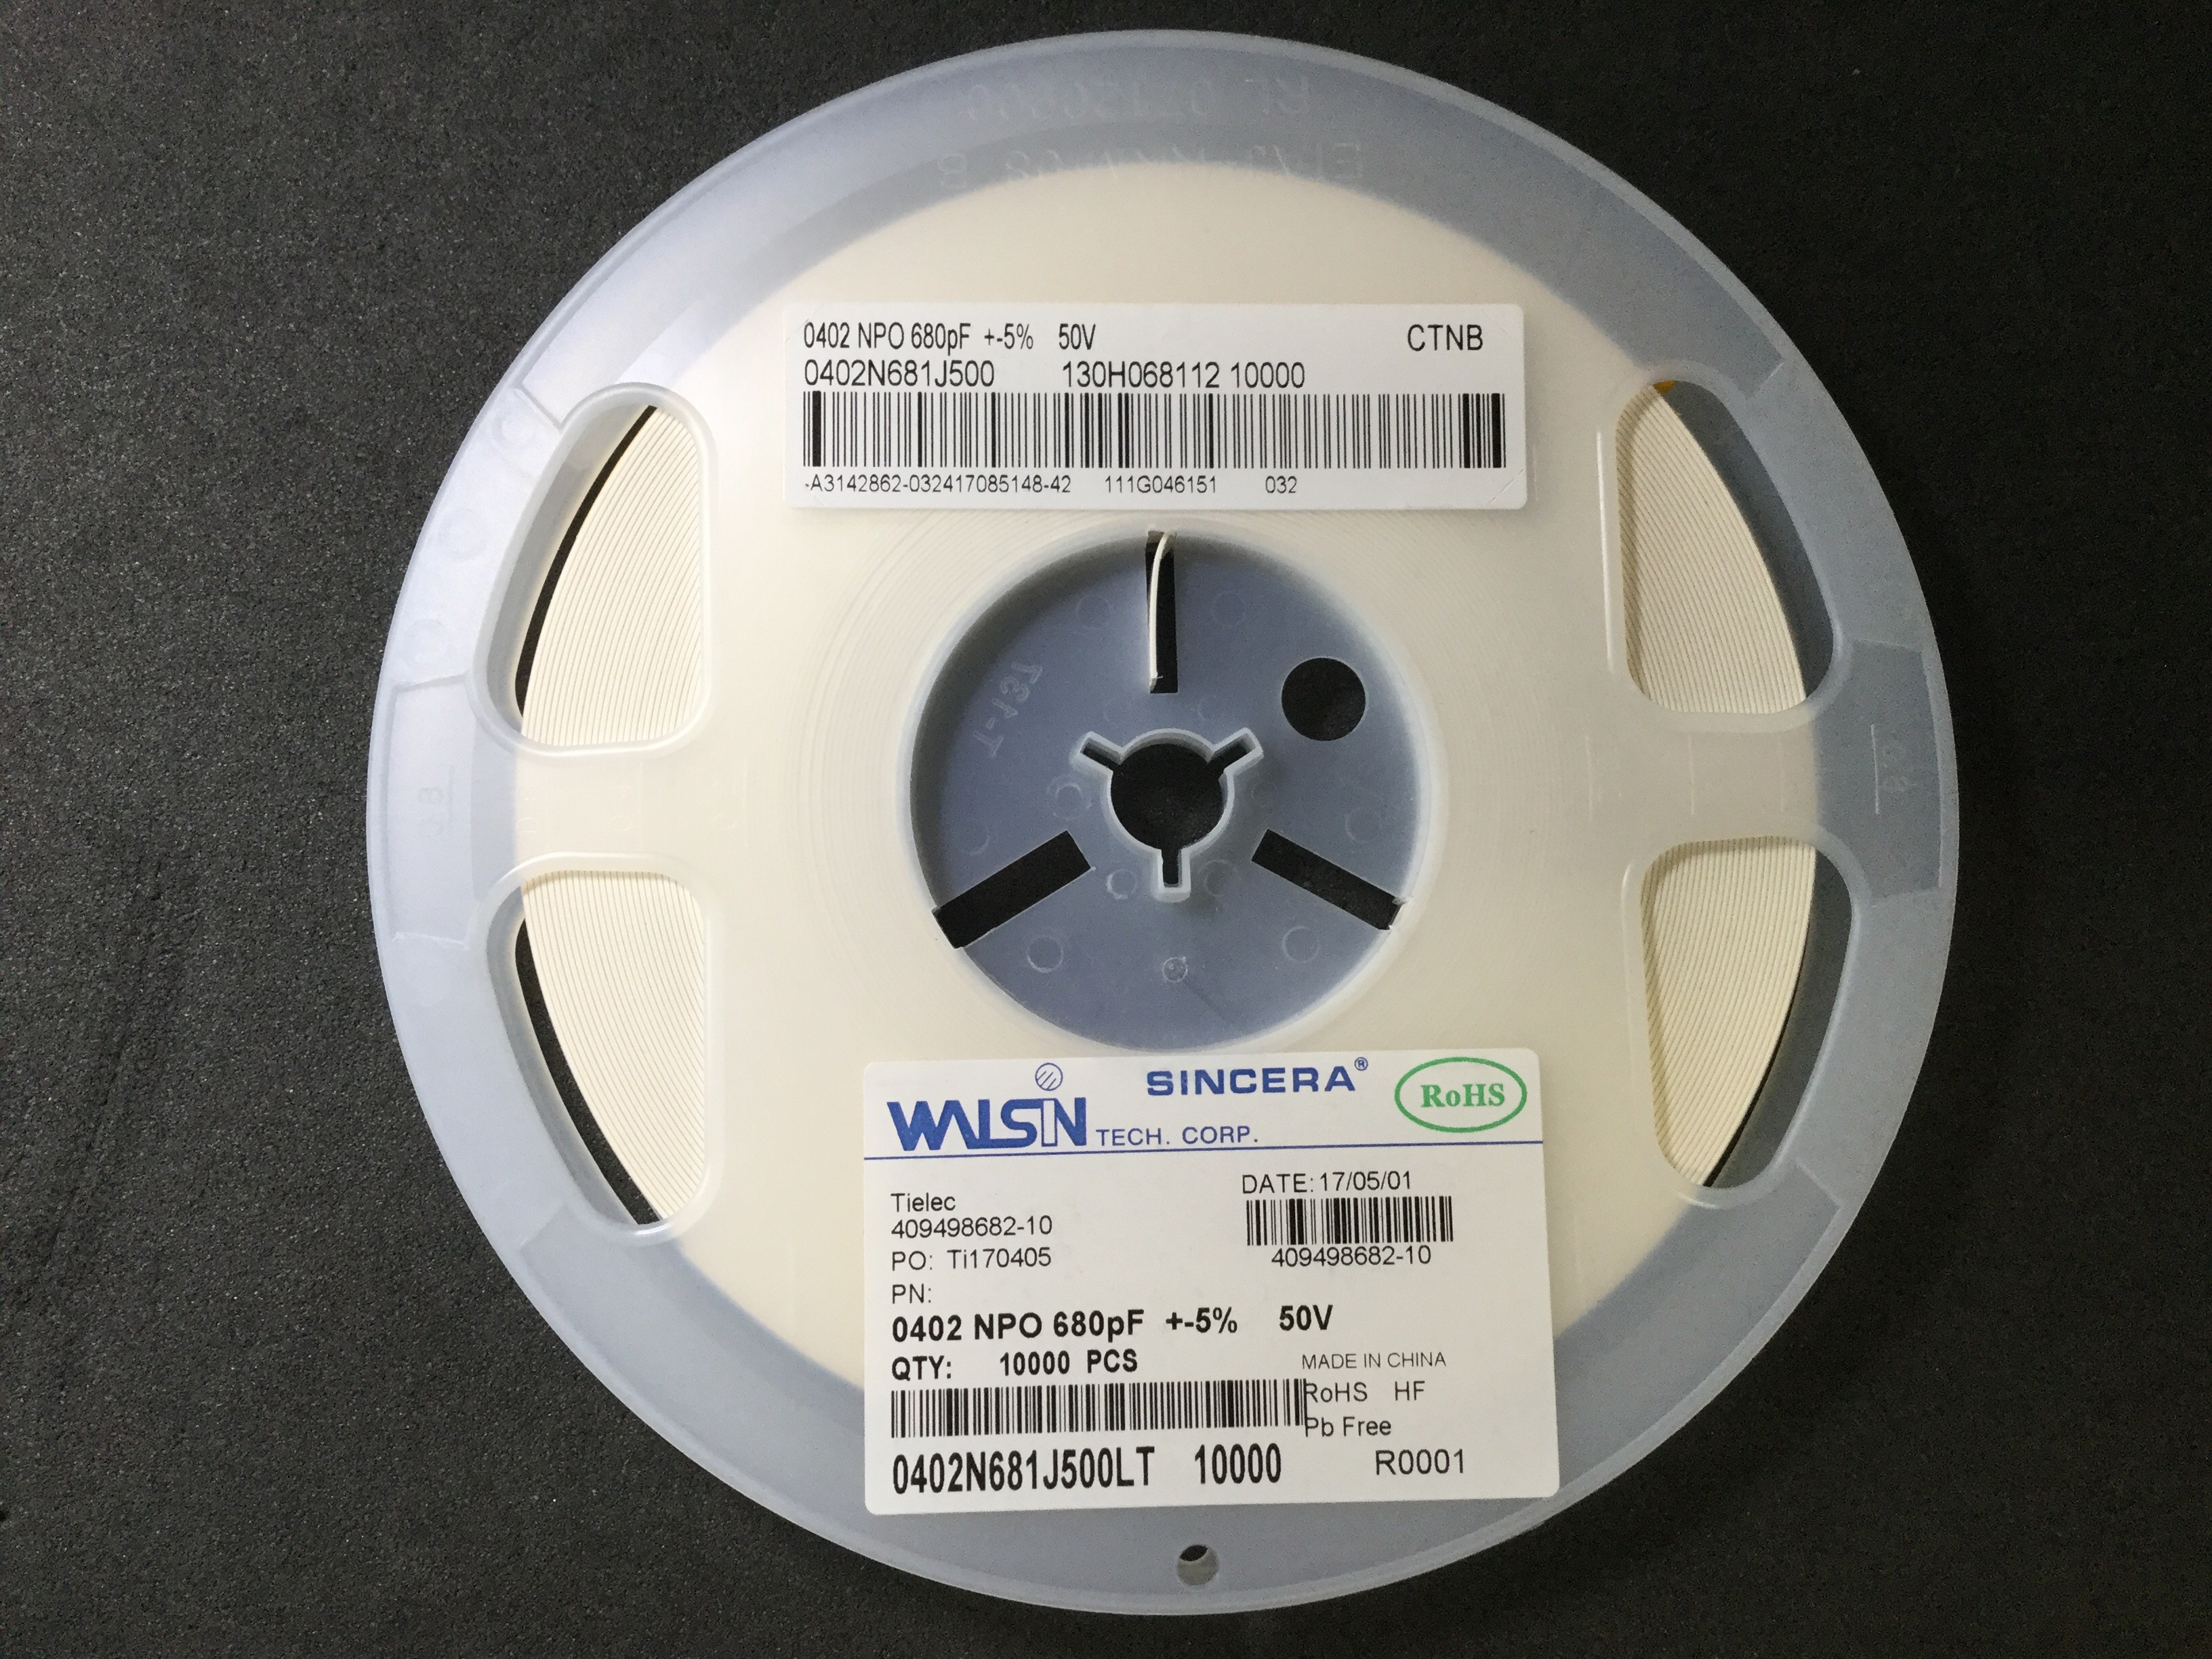 0402 NPO 680pF +-5% 50V CTNB
0402N681J500 130H068112 10000
-A3142862-032417085148-42 111G046151 032
T-13T
WALSIN TECH. CORP. SINCERA® RoHS
Tielec DATE: 17/05/01
409498682-10
PO: Ti170405 409498682-10
PN:
0402 NPO 680pF +-5% 50V
QTY: 10000 PCS MADE IN CHINA
RoHS HF
Pb Free
0402N681J500LT 10000 R0001